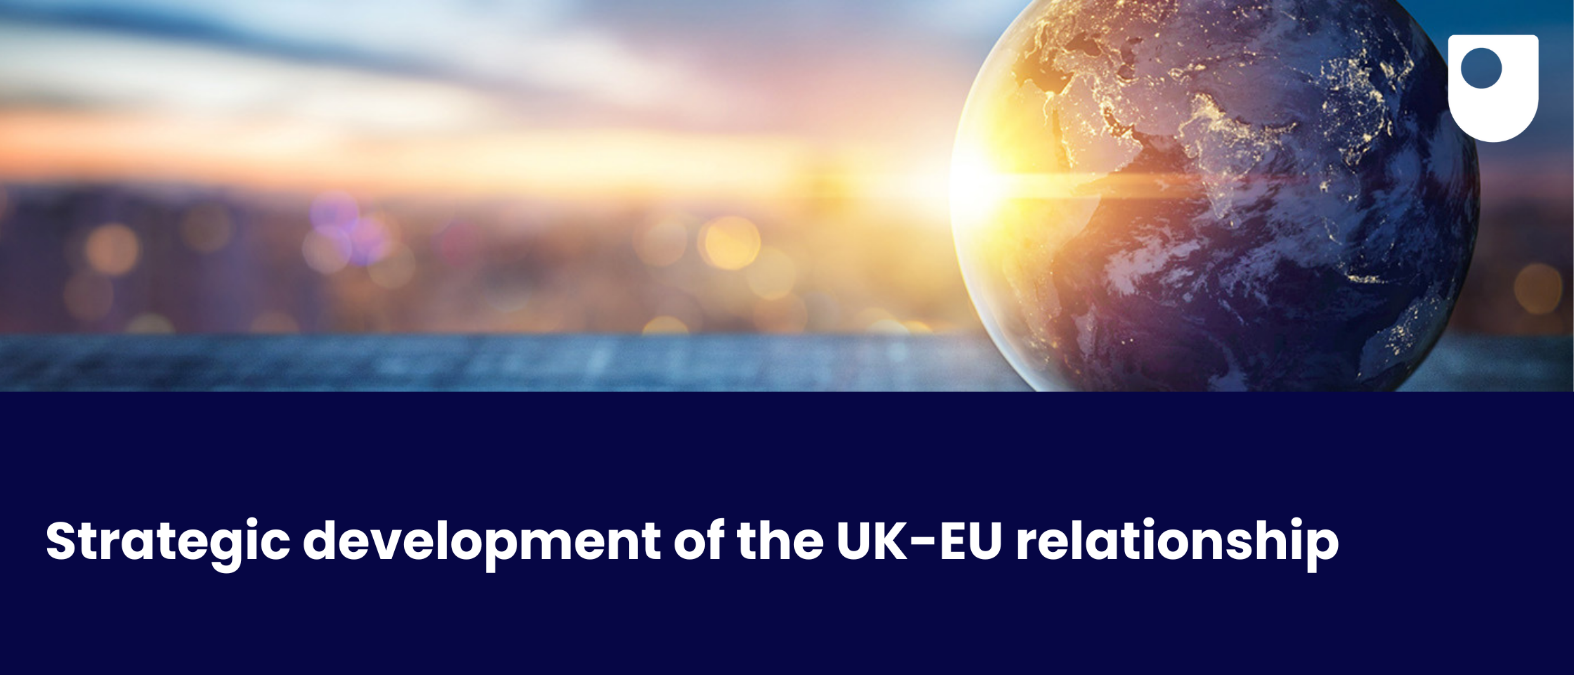 Strategic development of the UK-EU relationship